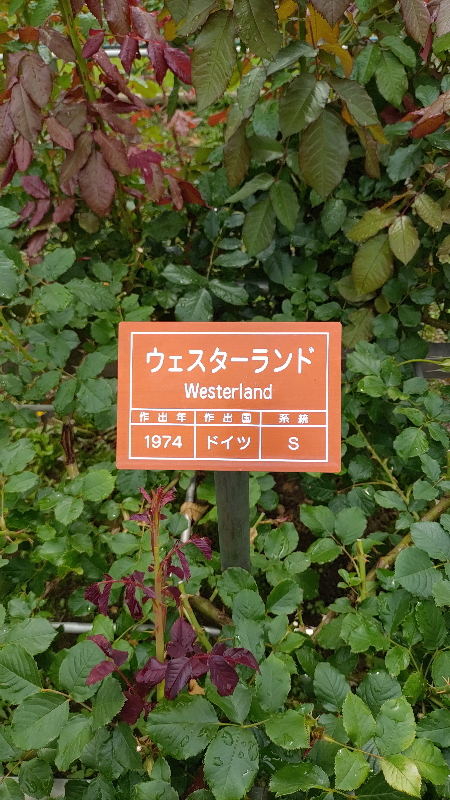 ウェスターランド
Westerland
作出年 作出国 系統
1974 ドイツ S